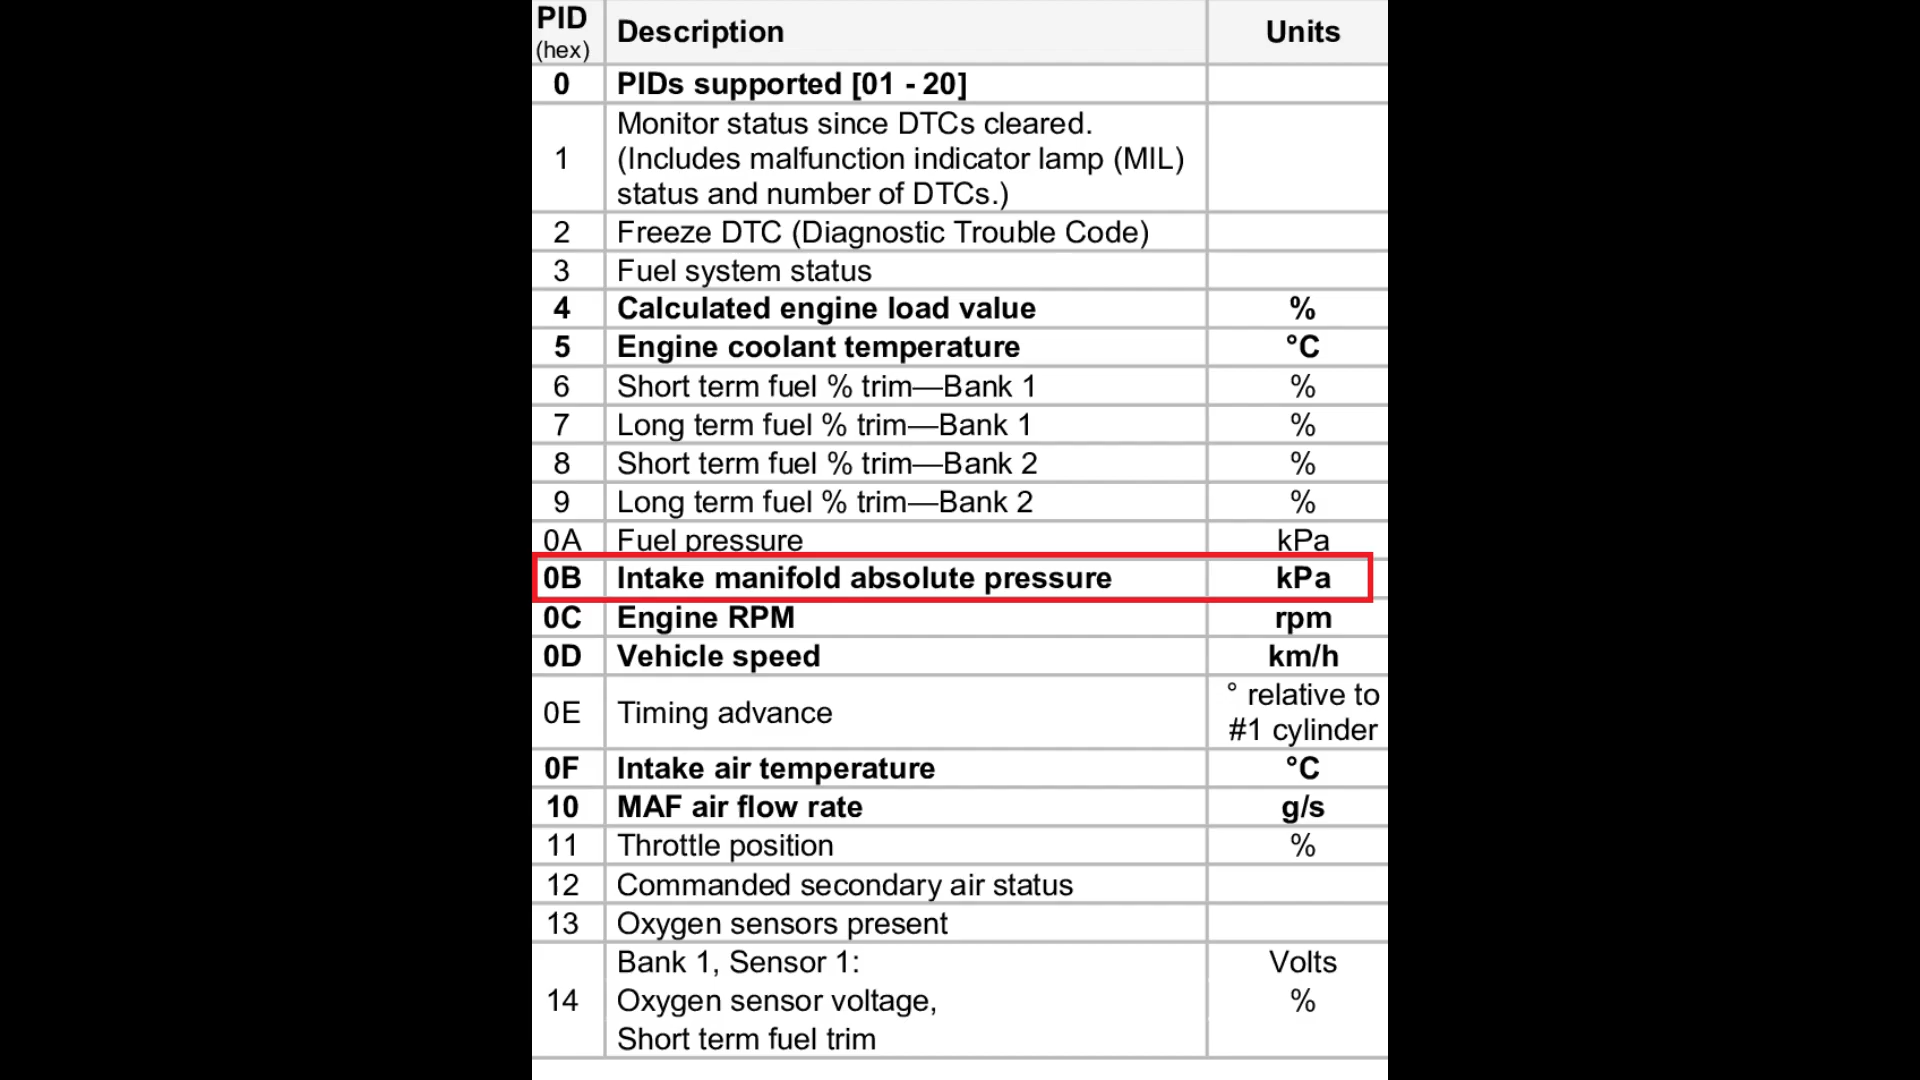 PID Description Units
(hex)
0 PIDs supported [01 - 20]
Monitor status since DTCs cleared.
1 (Includes malfunction indicator lamp (MIL)
status and number of DTCs.)
2 Freeze DTC (Diagnostic Trouble Code)
3 Fuel system status
4 Calculated engine load value %
5 Engine coolant temperature °C
6 Short term fuel % trim—Bank 1 %
7 Long term fuel % trim—Bank 1 %
8 Short term fuel % trim—Bank 2 %
9 Long term fuel % trim—Bank 2 %
0A Fuel pressure kPa
0B Intake manifold absolute pressure kPa
0C Engine RPM rpm
0D Vehicle speed km/h
0E Timing advance ° relative to
#1 cylinder
0F Intake air temperature °C
10 MAF air flow rate g/s
11 Throttle position %
12 Commanded secondary air status
13 Oxygen sensors present
Bank 1, Sensor 1: Volts
14 Oxygen sensor voltage, %
Short term fuel trim